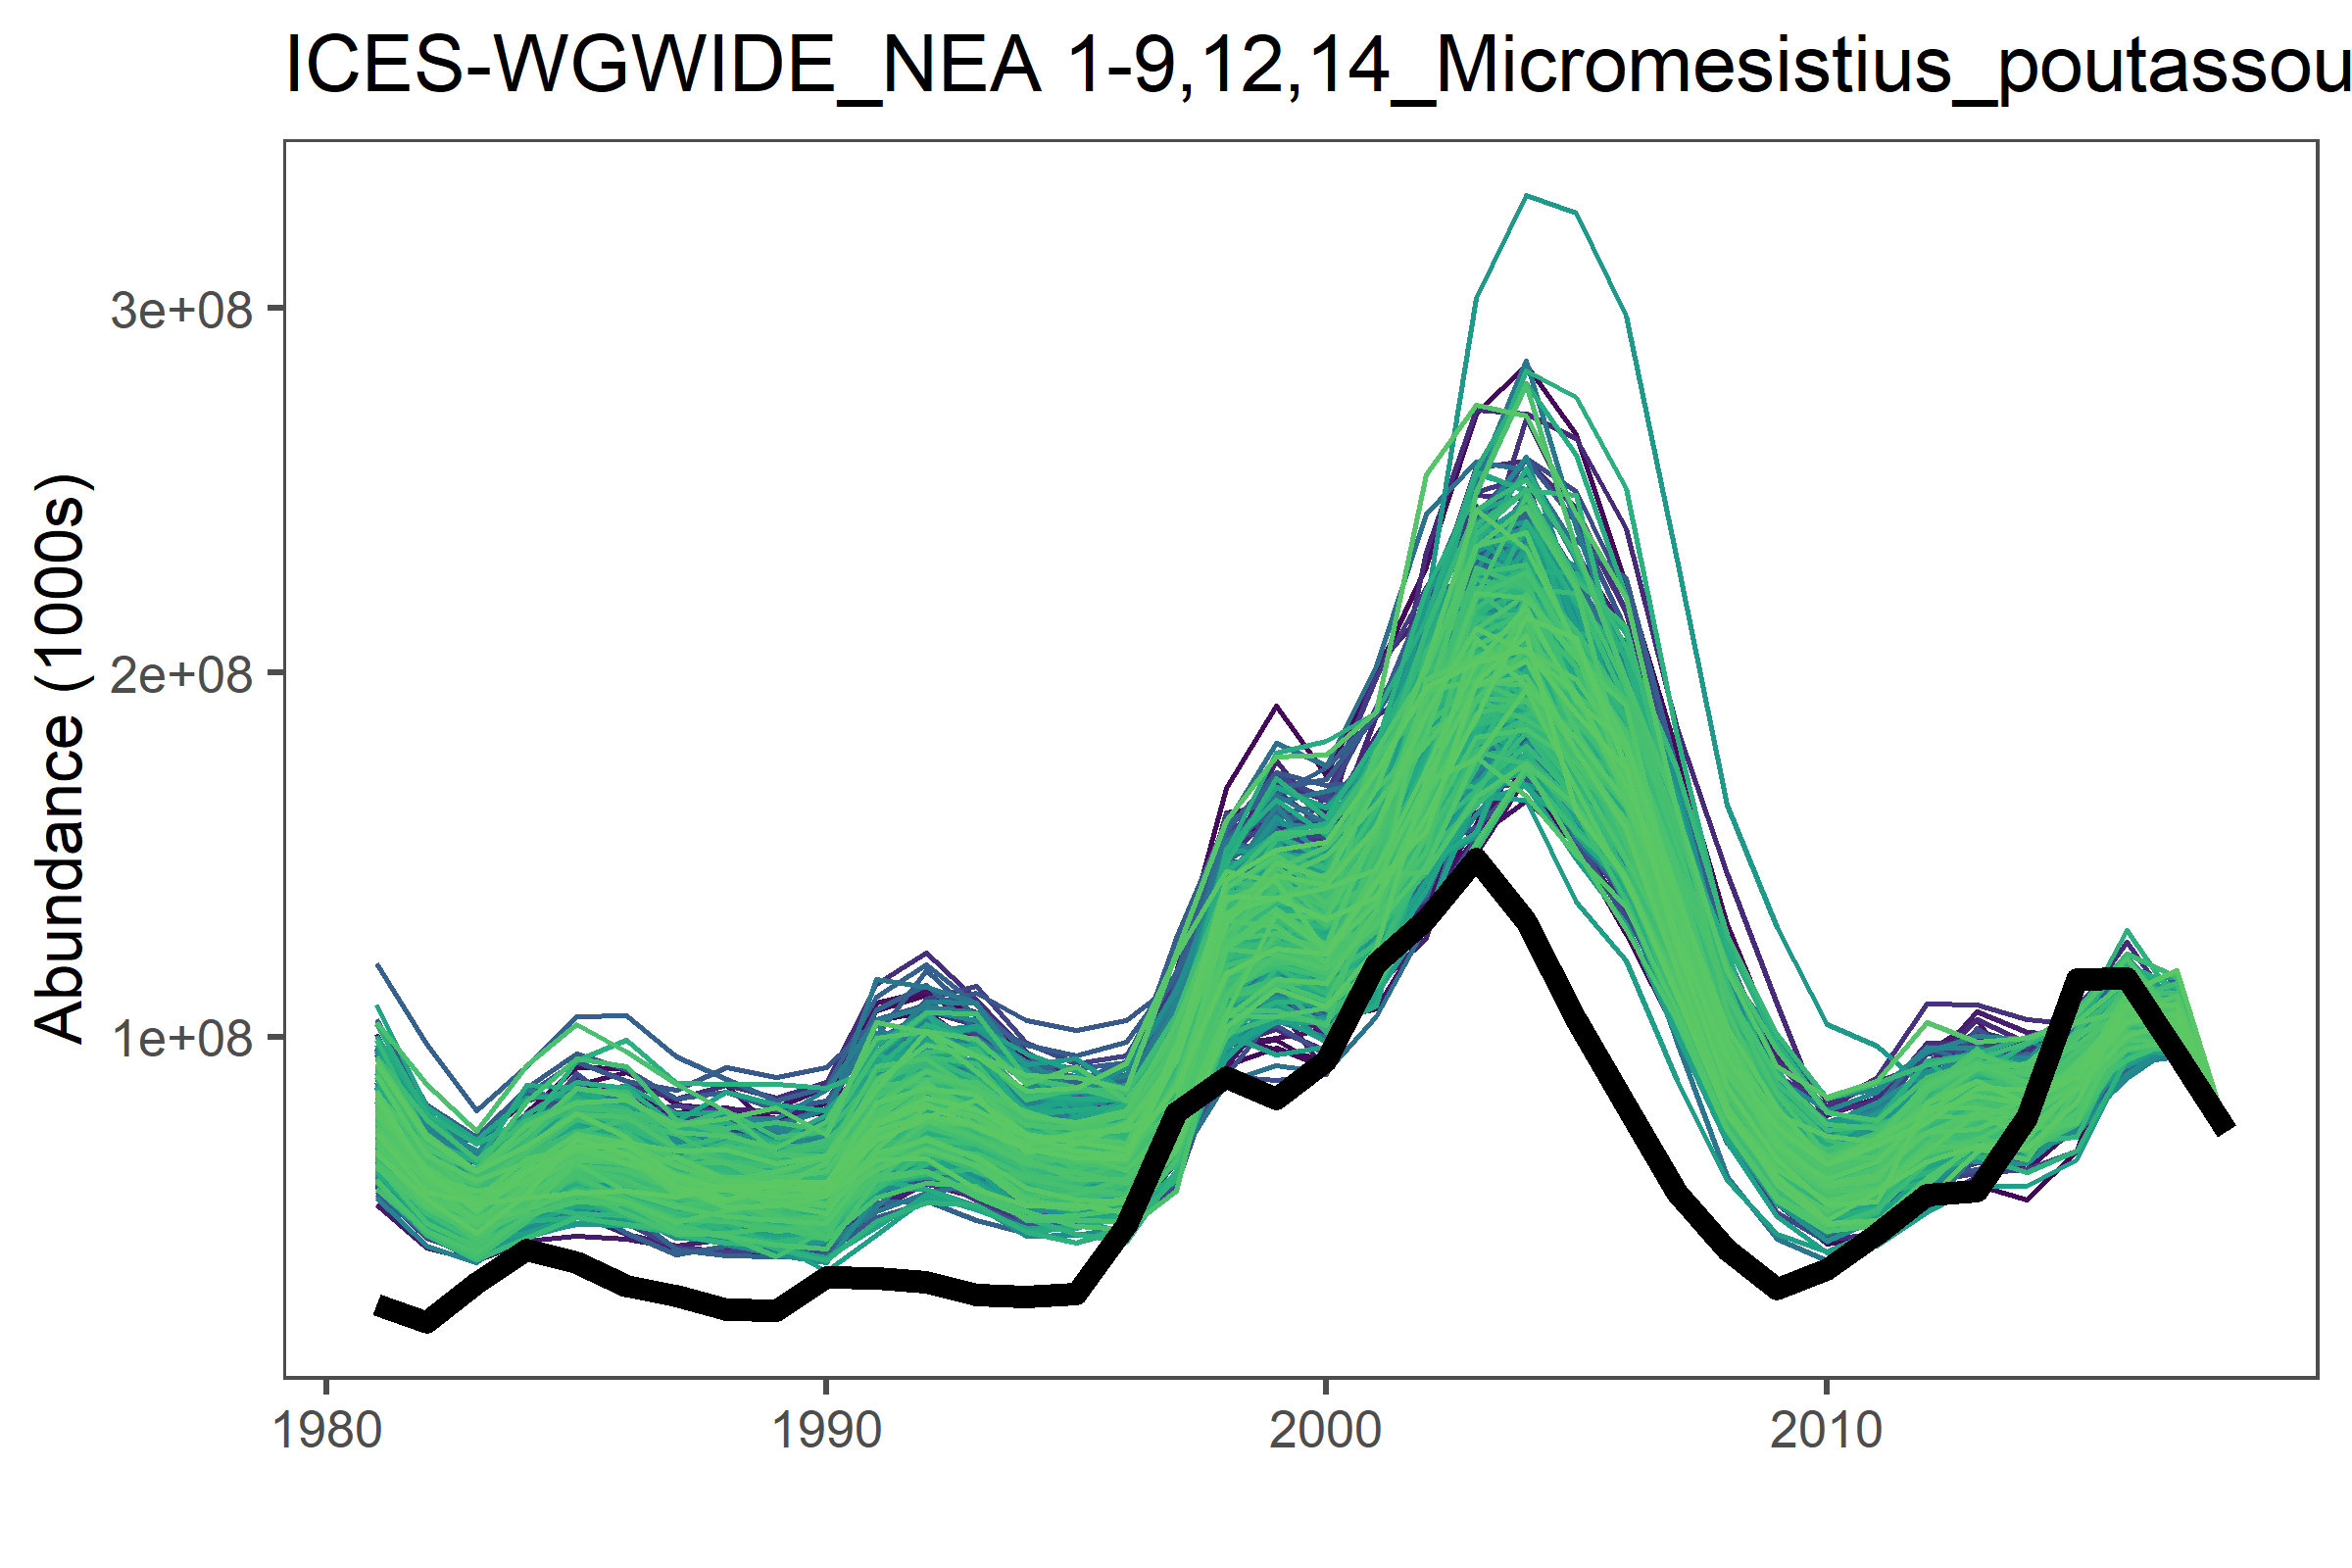 ICES-WGWIDE_NEA 1-9,12,14_Micromesistius_poutassou
Abundance (1000s)
3e+08
2e+08
1e+08
1980 1990 2000 2010